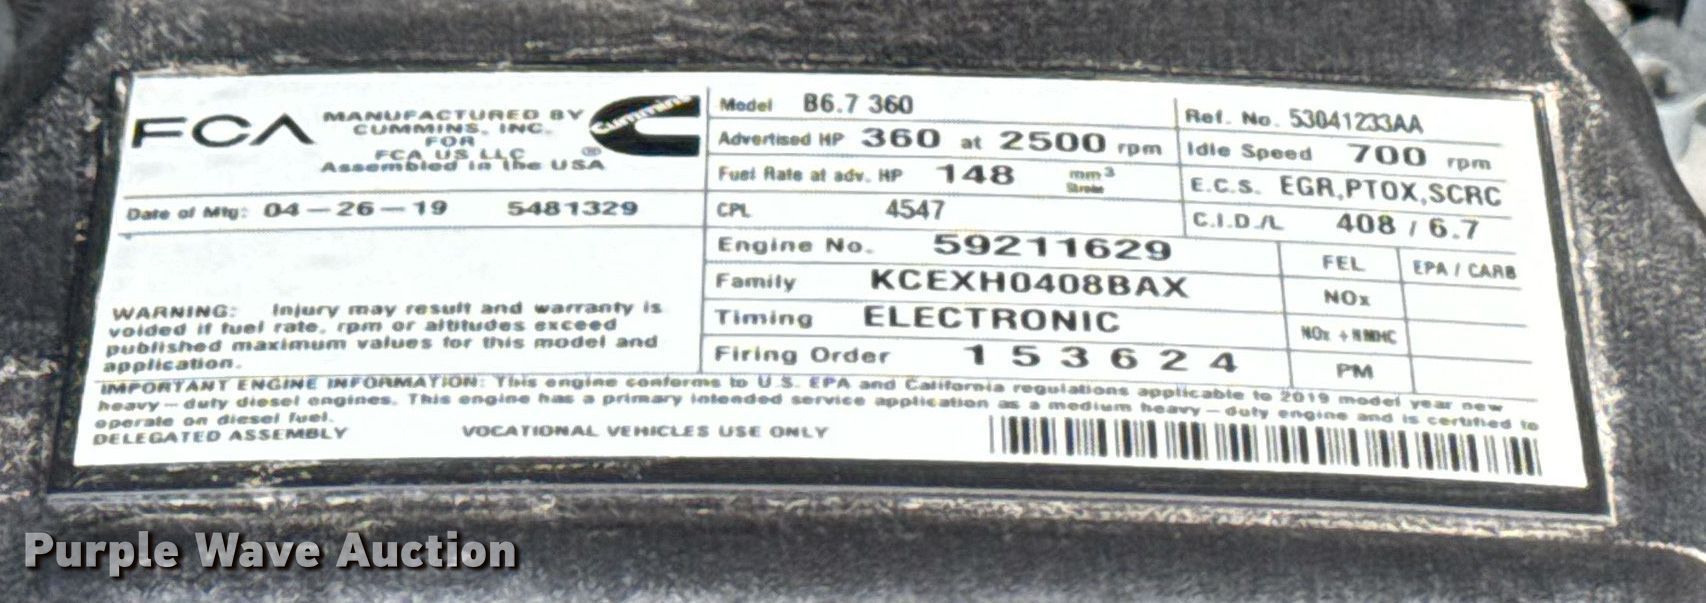 FCA
MANUFACTURED BY
CUMMINS, INC.
FOR
FCA US LLC
Assembled in the USA
Cummins ®
Date of Mfg: 04-26-19 5481329
WARNING: Injury may result and warranty is
voided if fuel rate, rpm or altitudes exceed
published maximum values for this model and
application.
Model B6.7 360
Advertised HP 360 at 2500 rpm
Fuel Rate at adv. HP 148 mm3 Stroke
CPL 4547
Engine No. 59211629
Family KCEXH0408BAX
Timing ELECTRONIC
Firing Order 1 5 3 6 2 4
Ref. No. 53041233AA
Idle Speed 700 rpm
E.C.S. EGR,PTOX,SCRC
C.I.D./L 408 / 6.7
FEL EPA / CARB
NOx
NOx + NMHC
PM
IMPORTANT ENGINE INFORMATION: This engine conforms to U.S. EPA and California regulations applicable to 2019 model year new
heavy-duty diesel engines. This engine has a primary intended service application as a medium heavy-duty engine and is certified to
operate on diesel fuel.
DELEGATED ASSEMBLY VOCATIONAL VEHICLES USE ONLY
Purple Wave Auction